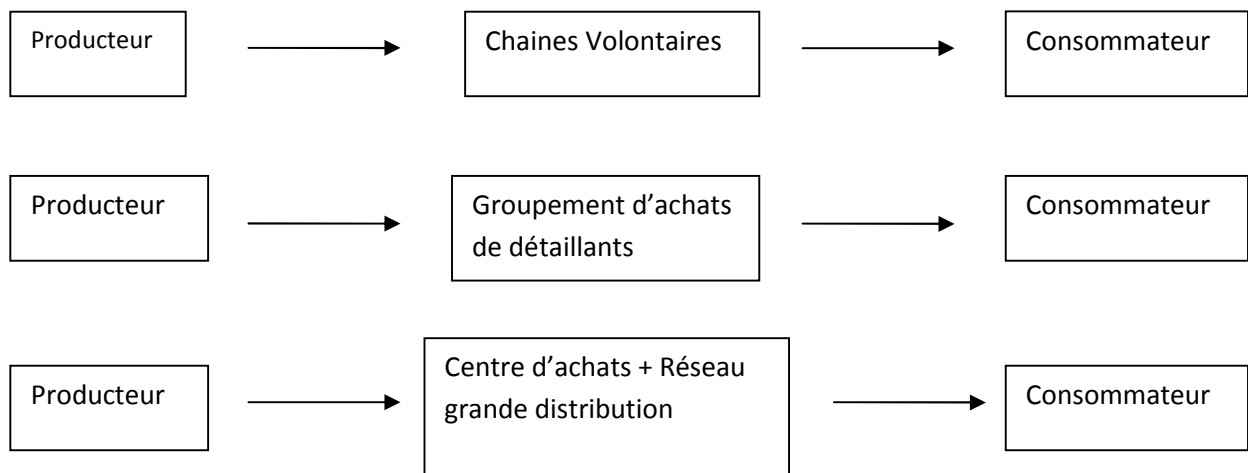 Producteur
Chaines Volontaires
Consommateur
Producteur
Groupement d’achats
de détaillants
Consommateur
Producteur
Centre d’achats + Réseau
grande distribution
Consommateur